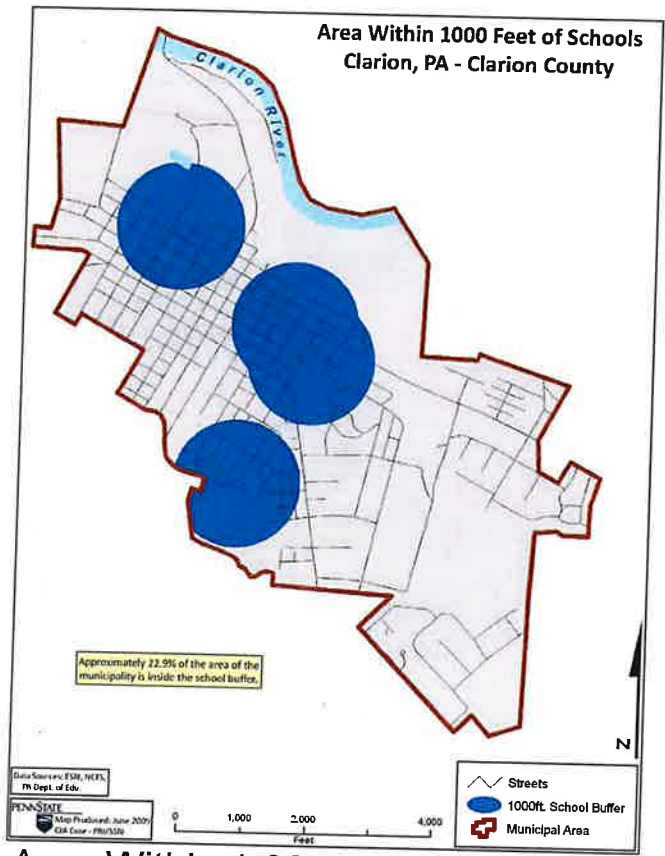 Area Within 1000 Feet of Schools
Clarion, PA - Clarion County
Clarion River
Approximately 22.9% of the area of the
municipality is inside the school buffer.
N
Data Sources: ESRI, NCES,
PA Dept. of Edu.
PENNSTATE
Map Produced: June 2009
0 1,000 2,000 4,000
Feet
Streets
1000ft. School Buffer
Municipal Area